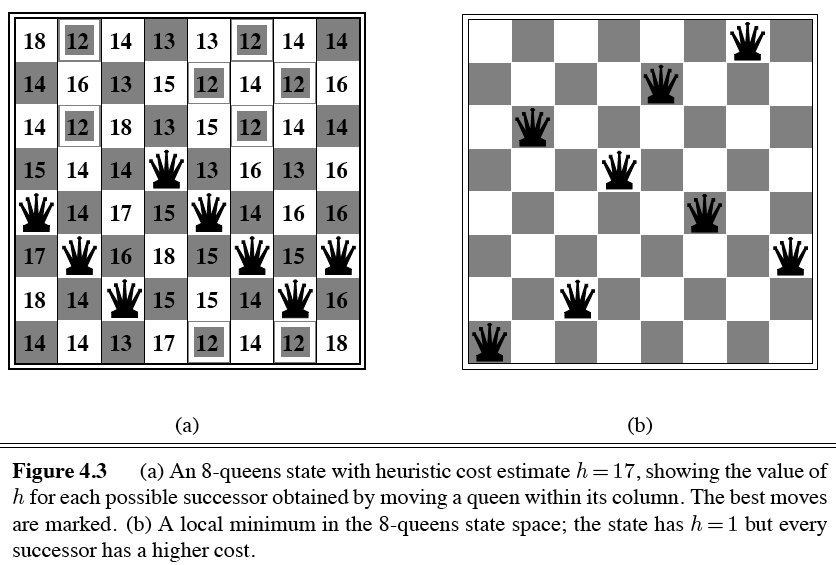 18 12 14 13 13 12 14 14
14 16 13 15 12 14 12 16
14 12 18 13 15 12 14 14
15 14 14 13 16 13 16
14 17 15 14 16 16
17 16 18 15 15
18 14 15 15 14 16
14 14 13 17 12 14 12 18
(a) (b)
Figure 4.3 (a) An 8-queens state with heuristic cost estimate h = 17, showing the value of
h for each possible successor obtained by moving a queen within its column. The best moves
are marked. (b) A local minimum in the 8-queens state space; the state has h = 1 but every
successor has a higher cost.